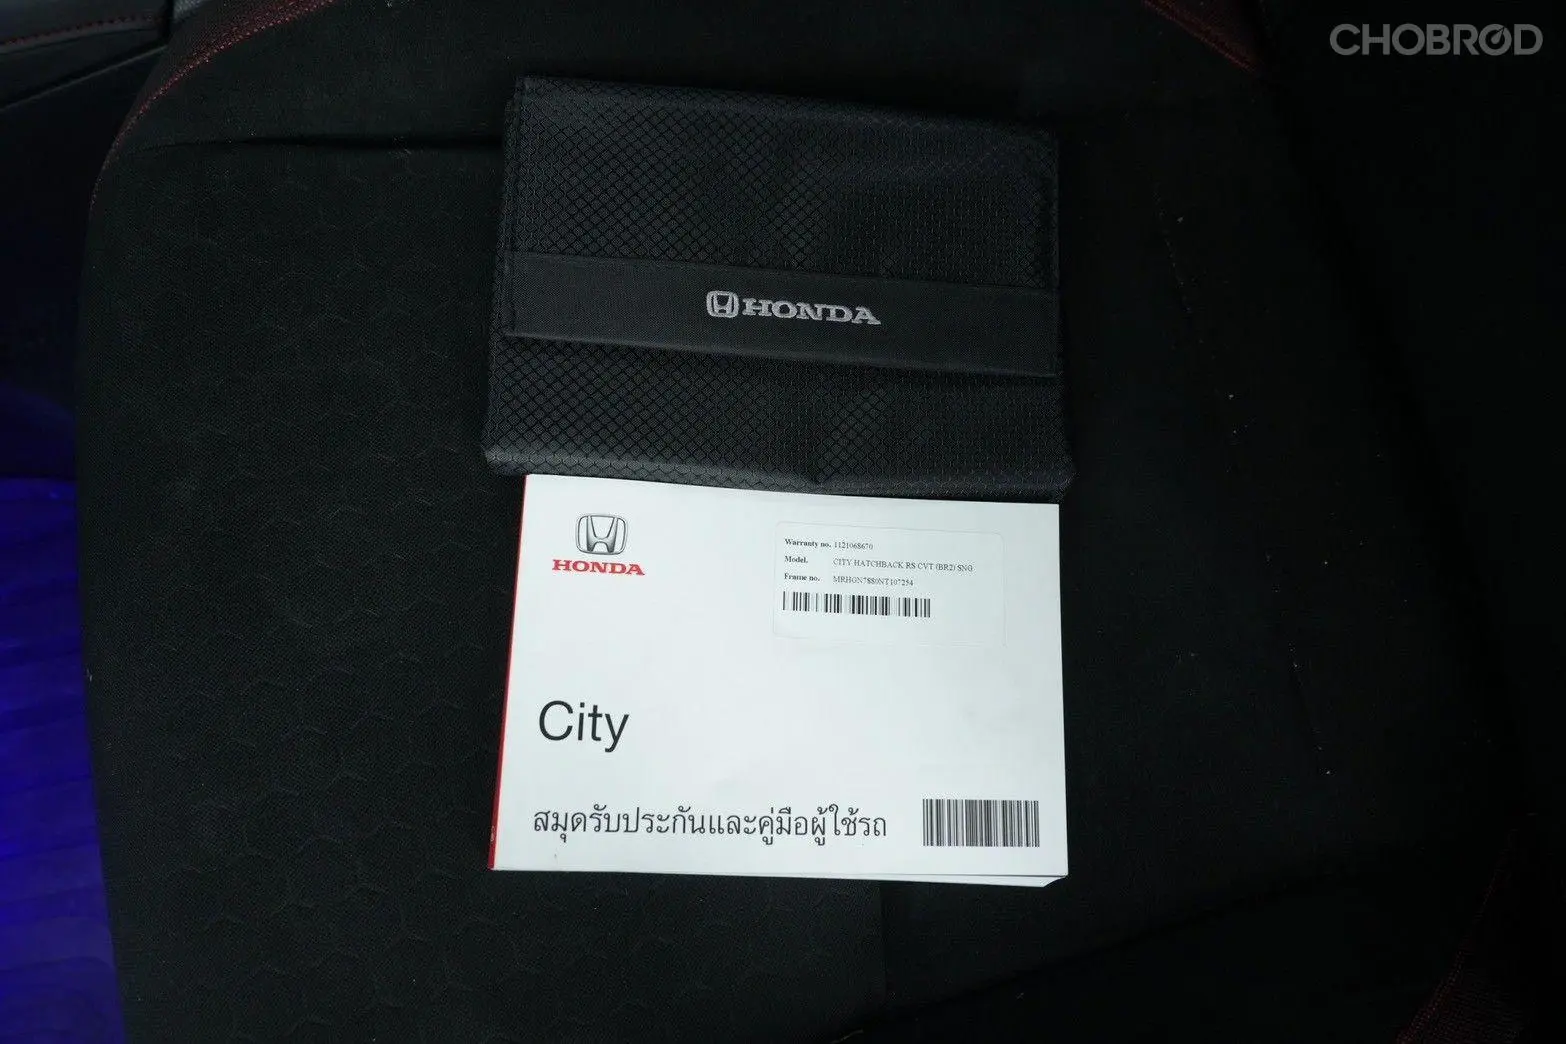 CHOBROD
HONDA
HONDA
Warranty no. 1121068670
Model. CITY HATCHBACK RS CVT (BR2) SNG
Frame no. MRHGN7880NT107254
City
สมุดรับประกันและคู่มือผู้ใช้รถ